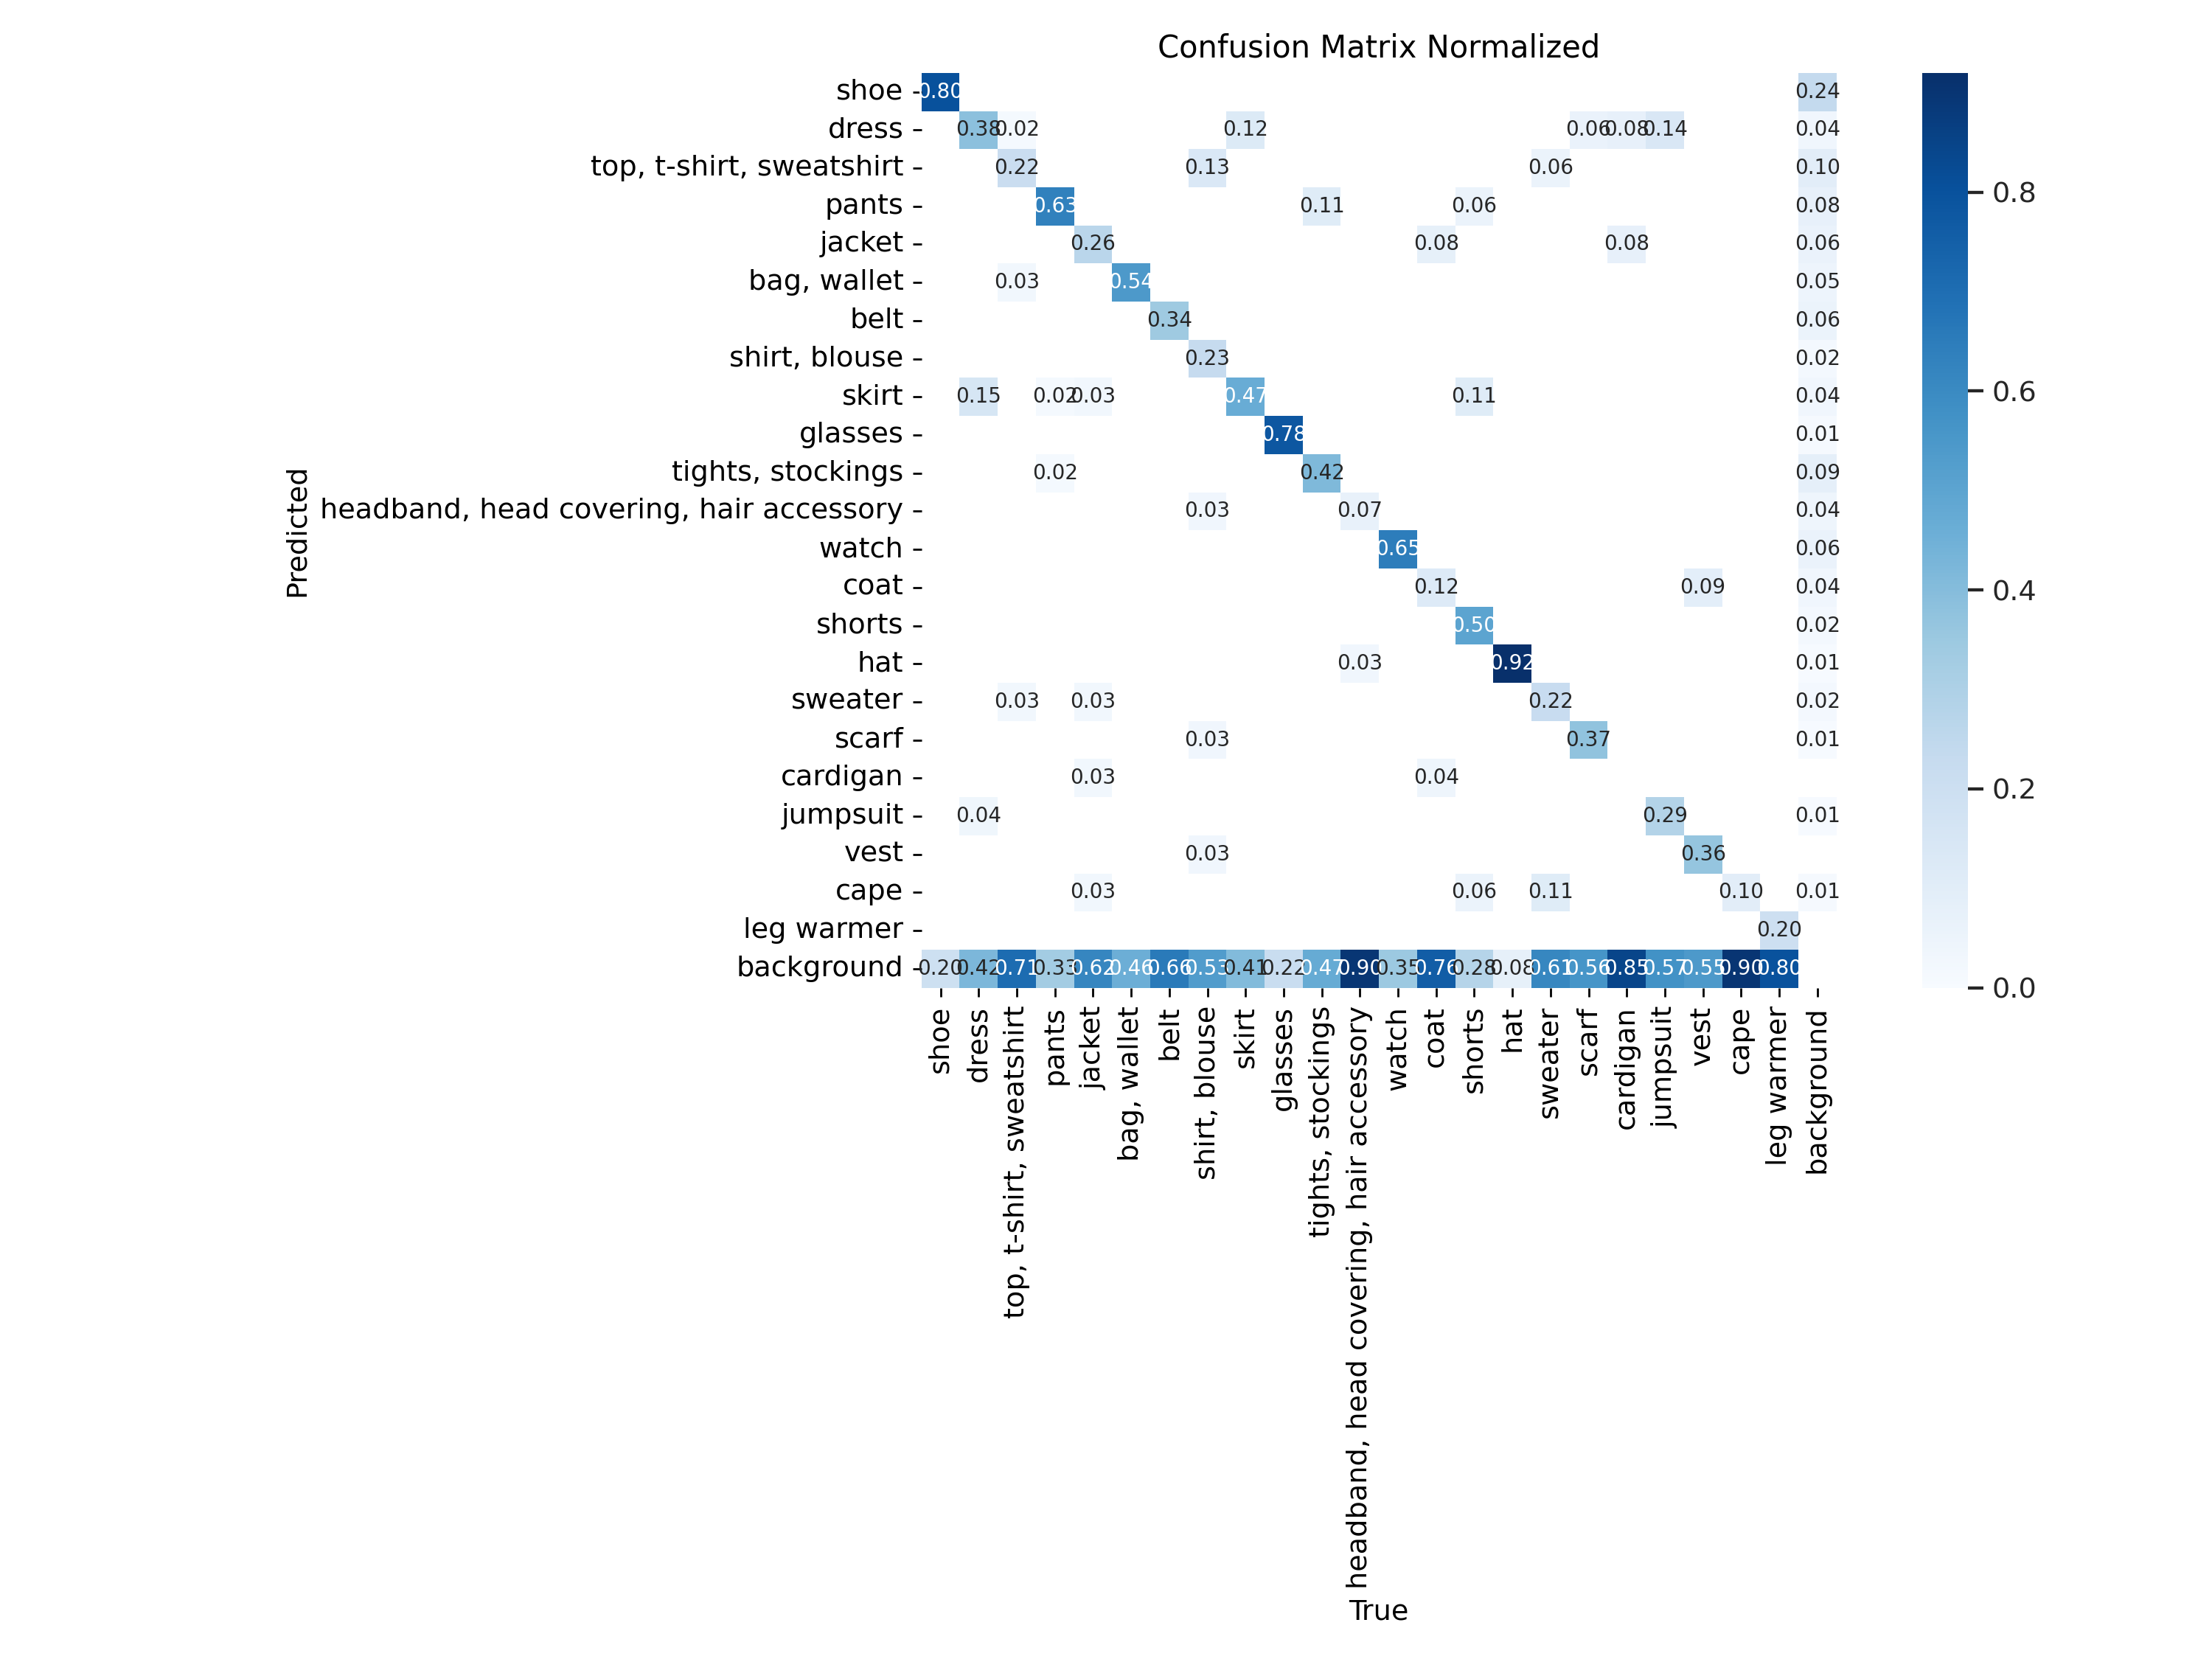 Confusion Matrix Normalized
shoe 0.80 0.24
dress 0.38 0.02 0.12 0.06 0.08 0.14 0.04
top, t-shirt, sweatshirt 0.22 0.13 0.06 0.10
pants 0.63 0.11 0.06 0.08
jacket 0.26 0.08 0.08 0.06
bag, wallet 0.03 0.54 0.05
belt 0.34 0.06
shirt, blouse 0.23 0.02
skirt 0.15 0.02 0.03 0.47 0.11 0.04
glasses 0.78 0.01
tights, stockings 0.02 0.42 0.09
headband, head covering, hair accessory 0.03 0.07 0.04
watch 0.65 0.06
coat 0.12 0.09 0.04
shorts 0.50 0.02
hat 0.03 0.92 0.01
sweater 0.03 0.03 0.22 0.02
scarf 0.03 0.37 0.01
cardigan 0.03 0.04
jumpsuit 0.04 0.29 0.01
vest 0.03 0.36
cape 0.03 0.06 0.11 0.10 0.01
leg warmer 0.20
background 0.20 0.42 0.71 0.33 0.62 0.46 0.66 0.53 0.41 0.22 0.47 0.90 0.35 0.76 0.28 0.08 0.61 0.56 0.85 0.57 0.55 0.90 0.80
Predicted
shoe
dress
top, t-shirt, sweatshirt
pants
jacket
bag, wallet
belt
shirt, blouse
skirt
glasses
tights, stockings
headband, head covering, hair accessory
watch
coat
shorts
hat
sweater
scarf
cardigan
jumpsuit
vest
cape
leg warmer
background
True
0.8
0.6
0.4
0.2
0.0